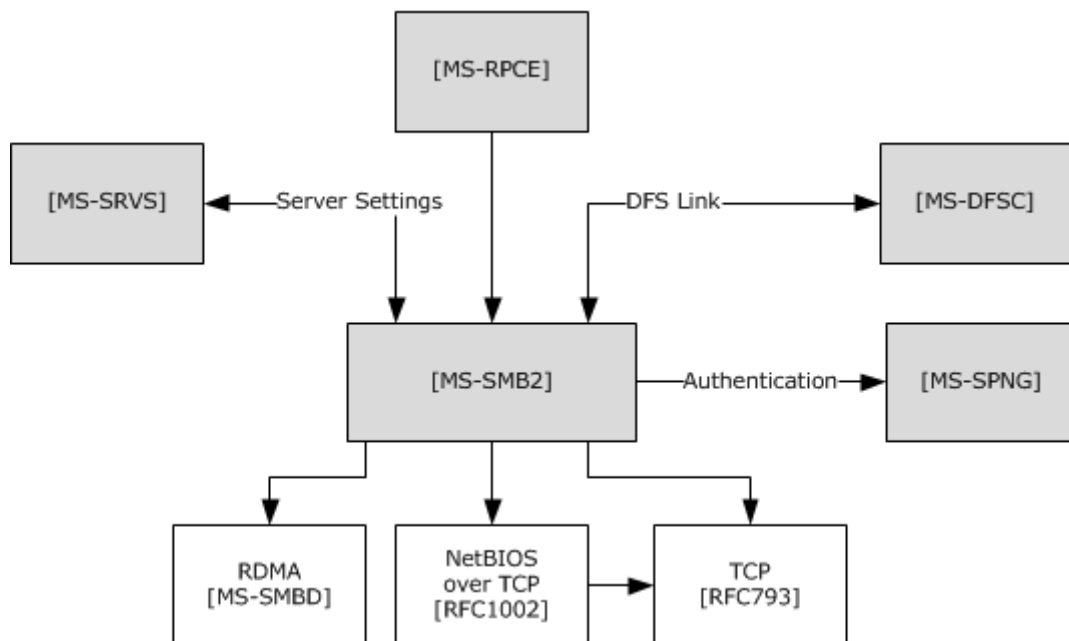 [MS-RPCE]
[MS-SRVS]
Server Settings
DFS Link
[MS-DFSC]
[MS-SMB2]
Authentication
[MS-SPNG]
RDMA
[MS-SMBD]
NetBIOS
over TCP
[RFC1002]
TCP
[RFC793]